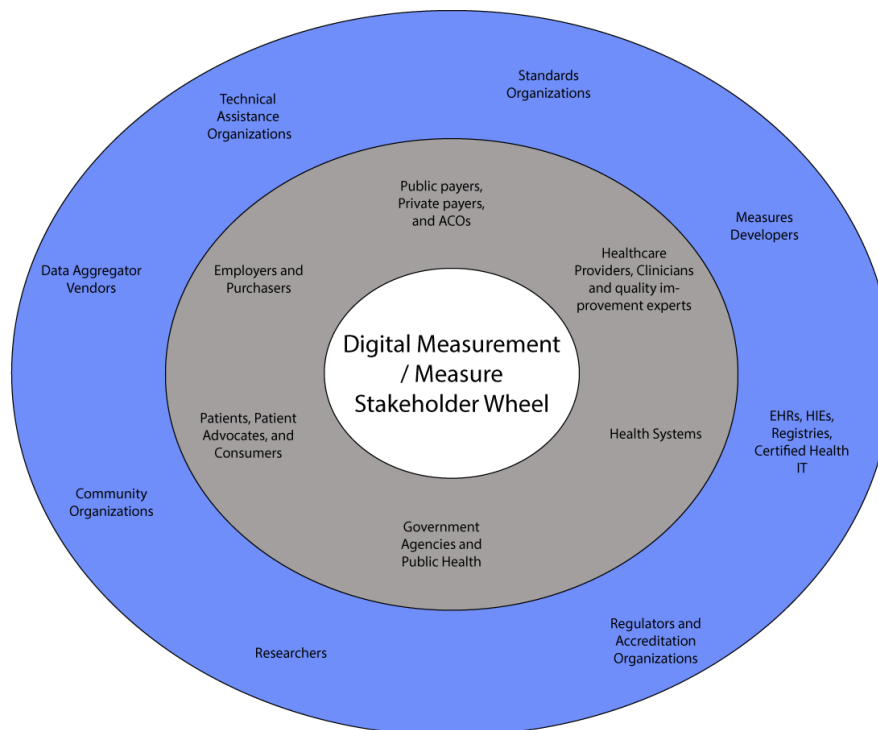 Standards
Organizations
Technical
Assistance
Organizations
Public payers,
Private payers,
and ACOs
Measures
Developers
Healthcare
Providers, Clinicians
and quality im-
provement experts
Data Aggregator
Vendors
Employers and
Purchasers
Digital Measurement
/ Measure
Stakeholder Wheel
Patients, Patient
Advocates, and
Consumers
Health Systems
EHRs, HIEs,
Registries,
Certified Health
IT
Community
Organizations
Government
Agencies and
Public Health
Researchers
Regulators and
Accreditation
Organizations